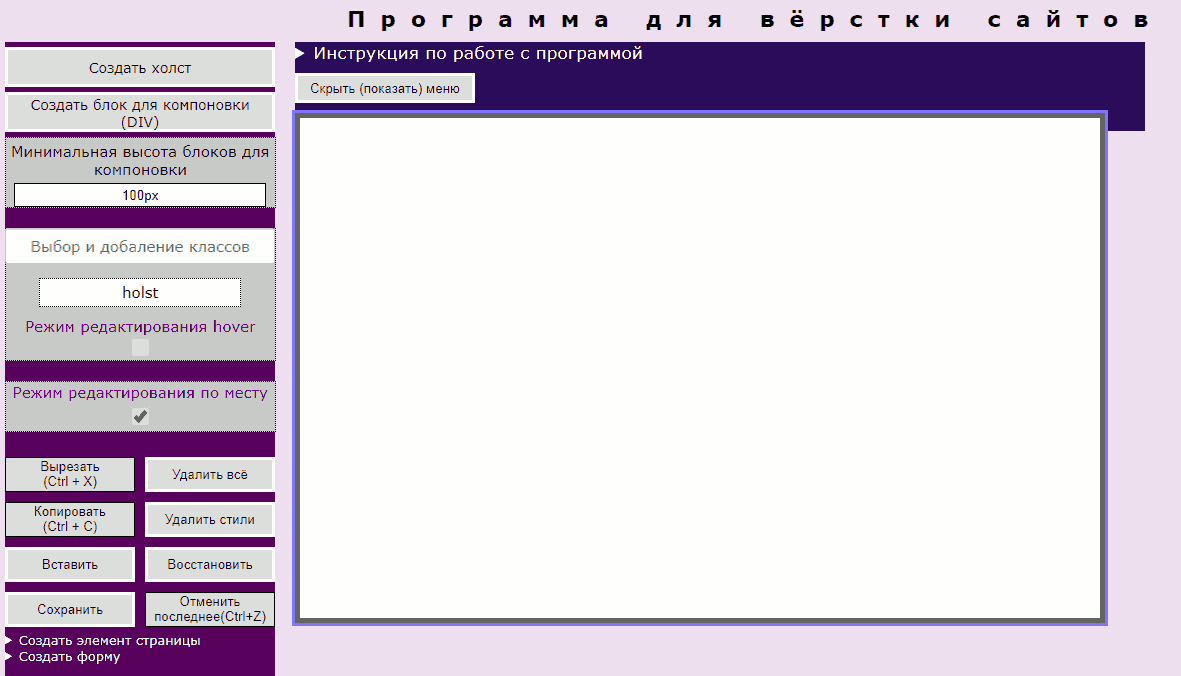 Программа для вёрстки сайтов
Создать холст
Создать блок для компоновки
(DIV)
Минимальная высота блоков для
компоновки
100px
Выбор и добаление классов
holst
Режим редактирования hover
Режим редактирования по месту
Вырезать
(Ctrl + X)
Удалить всё
Копировать
(Ctrl + C)
Удалить стили
Вставить
Восстановить
Сохранить
Отменить
последнее(Ctrl+Z)
Создать элемент страницы
Создать форму
Инструкция по работе с программой
Скрыть (показать) меню